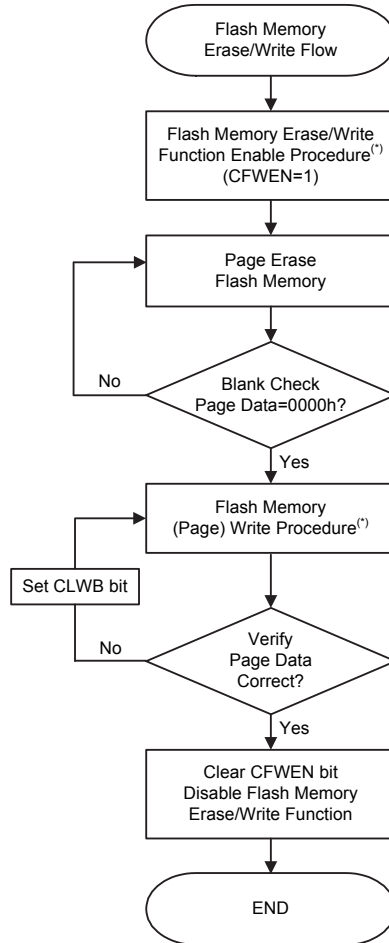 Flash Memory
Erase/Write Flow
Flash Memory Erase/Write
Function Enable Procedure(*)
(CFWEN=1)
Page Erase
Flash Memory
No
Blank Check
Page Data=0000h?
Yes
Flash Memory
(Page) Write Procedure(*)
Set CLWB bit
No
Verify
Page Data
Correct?
Yes
Clear CFWEN bit
Disable Flash Memory
Erase/Write Function
END